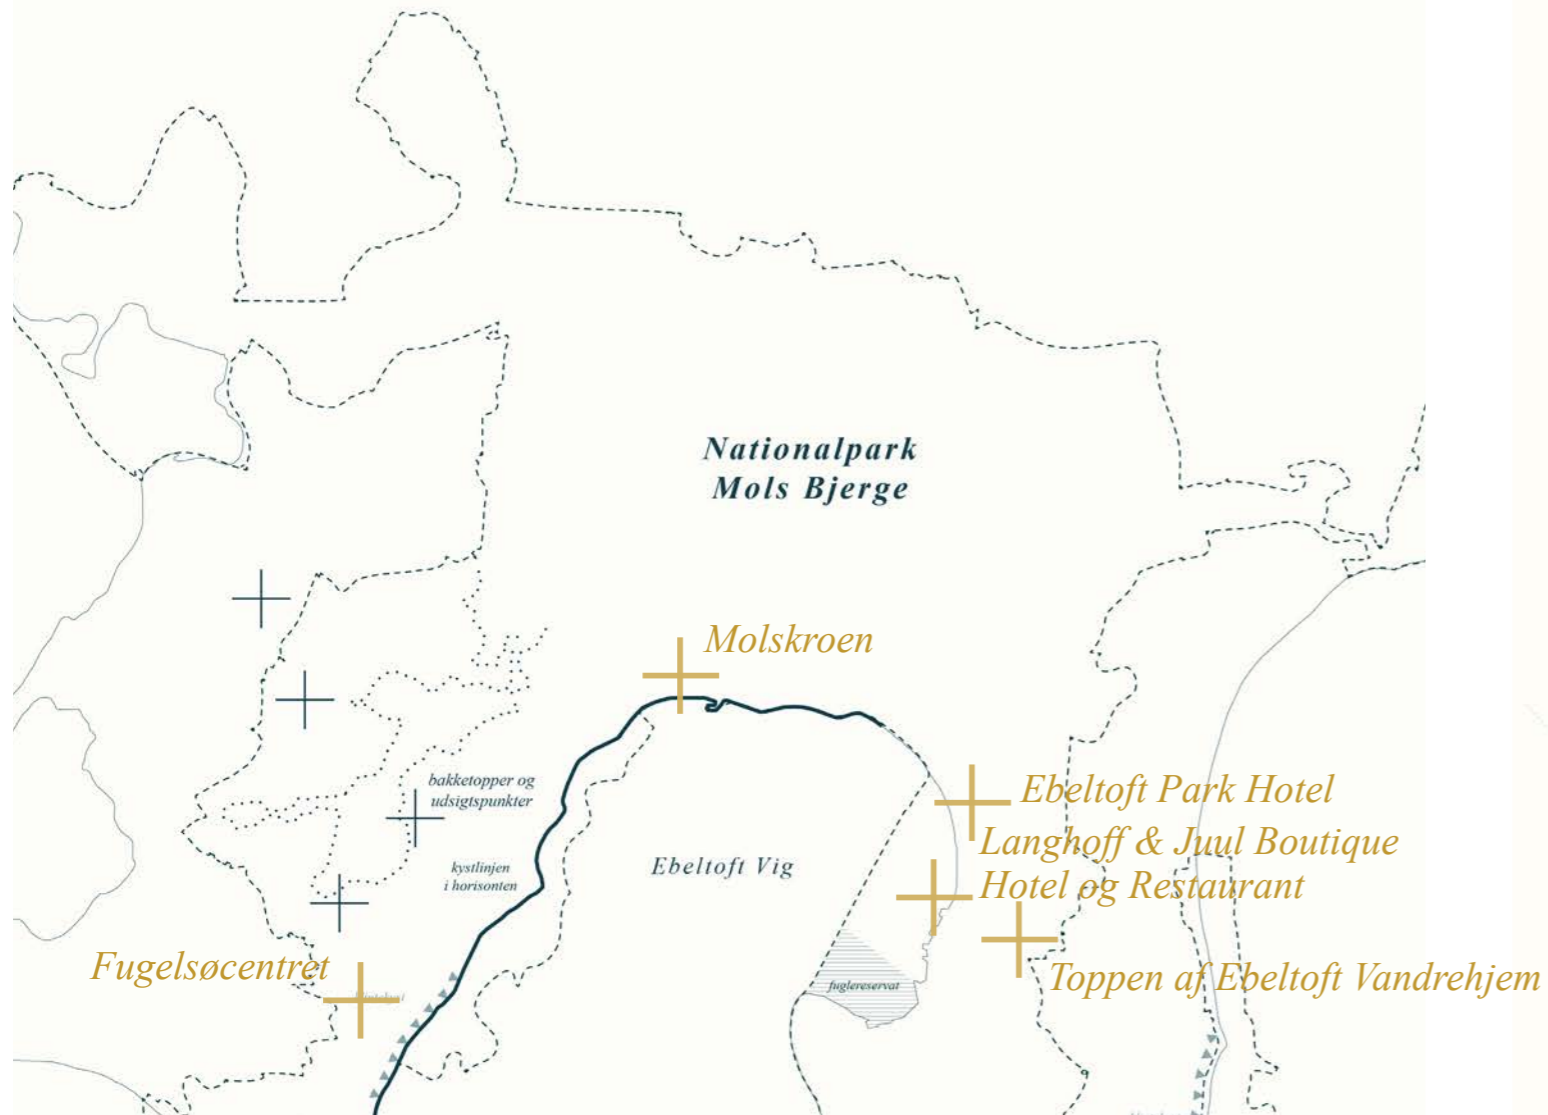 Nationalpark
Mols Bjerge
Molskroen
bakketopper og
udsigtspunkter
Ebeltoft Park Hotel
Langhoff & Juul Boutique
Hotel og Restaurant
kystlinjen
i horisonten
Ebeltoft Vig
Fugelsøcentret
fuglereservat
Toppen af Ebeltoft Vandrehjem